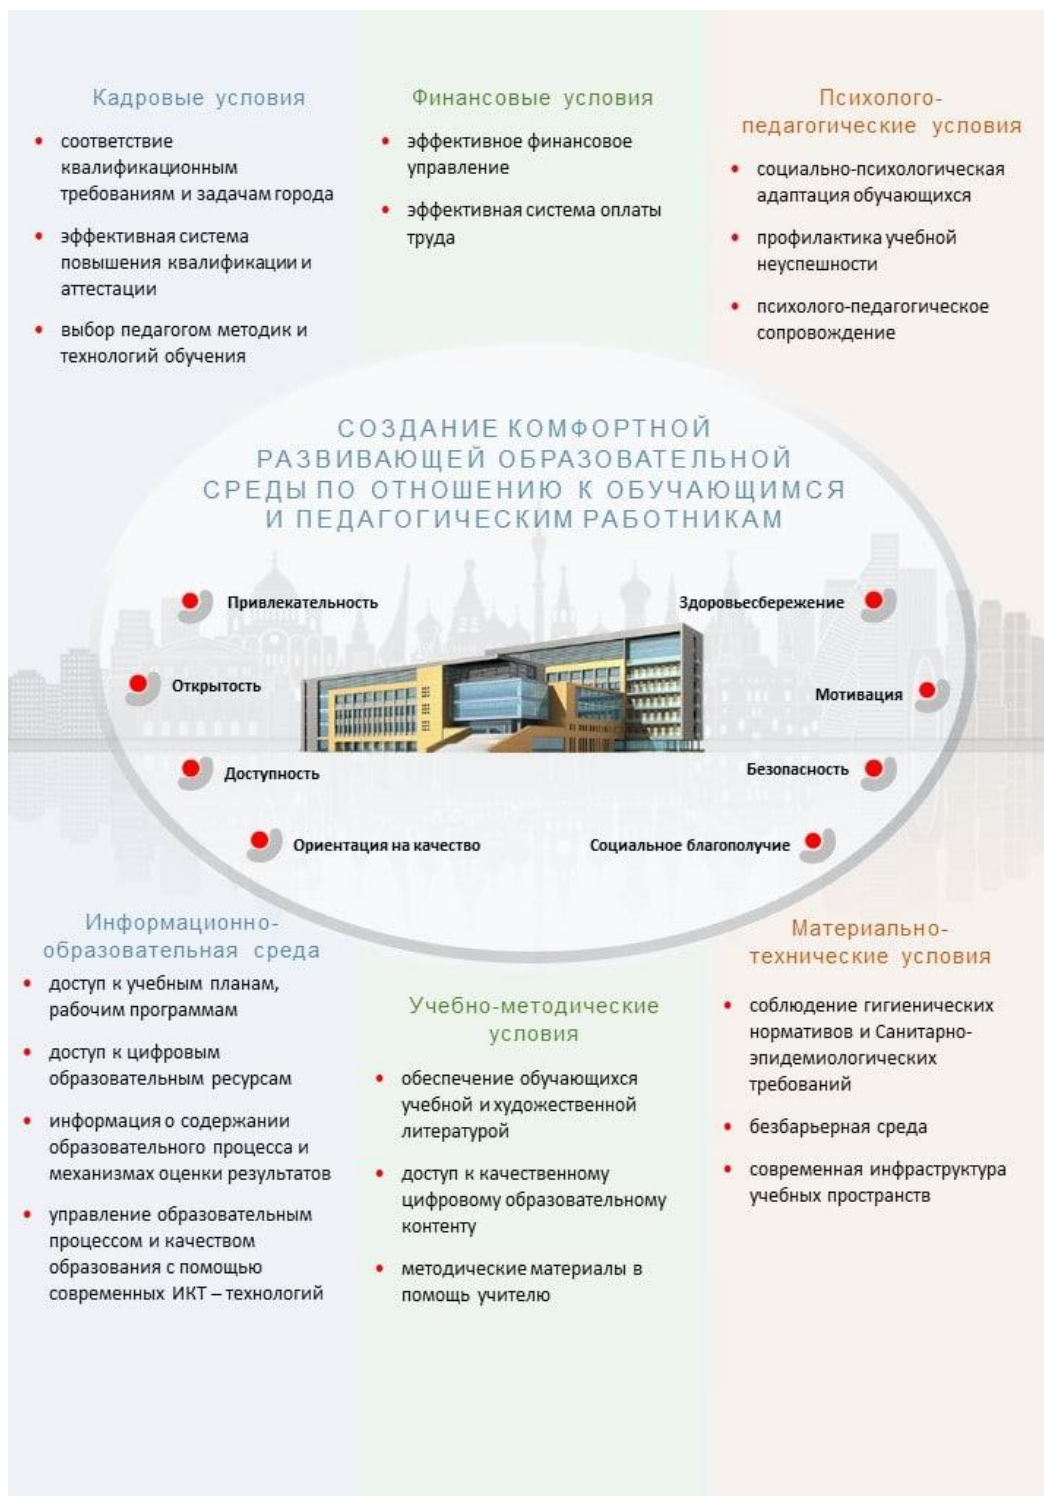 Кадровые условия
соответствие
квалификационным
требованиям и задачам города
эффективная система
повышения квалификации и
аттестации
выбор педагогом методик и
технологий обучения
Финансовые условия
эффективное финансовое
управление
эффективная система оплаты
труда
Психолого-
педагогические условия
социально-психологическая
адаптация обучающихся
профилактика учебной
неуспешности
психолого-педагогическое
сопровождение
СОЗДАНИЕ КОМФОРТНОЙ
РАЗВИВАЮЩЕЙ ОБРАЗОВАТЕЛЬНОЙ
СРЕДЫ ПО ОТНОШЕНИЮ К ОБУЧАЮЩИМСЯ
И ПЕДАГОГИЧЕСКИМ РАБОТНИКАМ
Привлекательность
Здоровьесбережение
Открытость
Мотивация
Доступность
Безопасность
Ориентация на качество
Социальное благополучие
Информационно-
образовательная среда
доступ к учебным планам,
рабочим программам
доступ к цифровым
образовательным ресурсам
информация о содержании
образовательного процесса и
механизмах оценки результатов
управление образовательным
процессом и качеством
образования с помощью
современных ИКТ – технологий
Учебно-методические
условия
обеспечение обучающихся
учебной и художественной
литературой
доступ к качественному
цифровому образовательному
контенту
методические материалы в
помощь учителю
Материально-
технические условия
соблюдение гигиенических
нормативов и Санитарно-
эпидемиологических
требований
безбарьерная среда
современная инфраструктура
учебных пространств